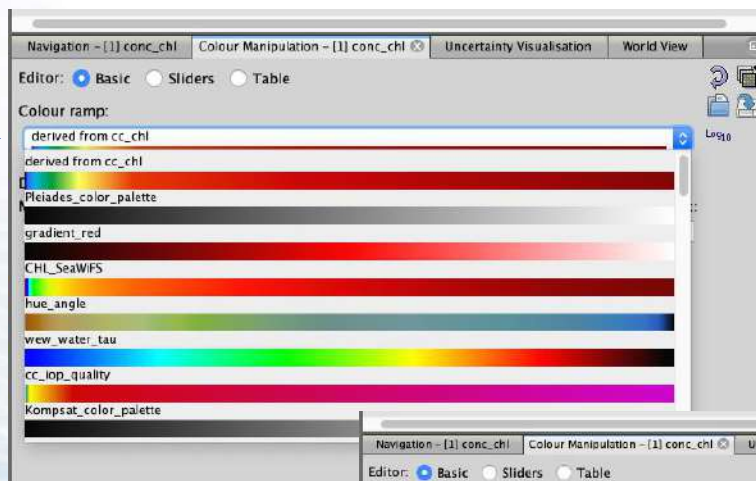 Navigation - [1] conc_chl Colour Manipulation - [1] conc_chl Uncertainty Visualisation World View
Editor: Basic Sliders Table
Colour ramp:
derived from cc_chl
Log10
derived from cc_chl
Pleiades_color_palette
gradient_red
CHL_SeaWiFS
hue_angle
wew_water_tau
cc_iop_quality
Kompsat_color_palette
Navigation - [1] conc_chl Colour Manipulation - [1] conc_chl U
Editor: Basic Sliders Table